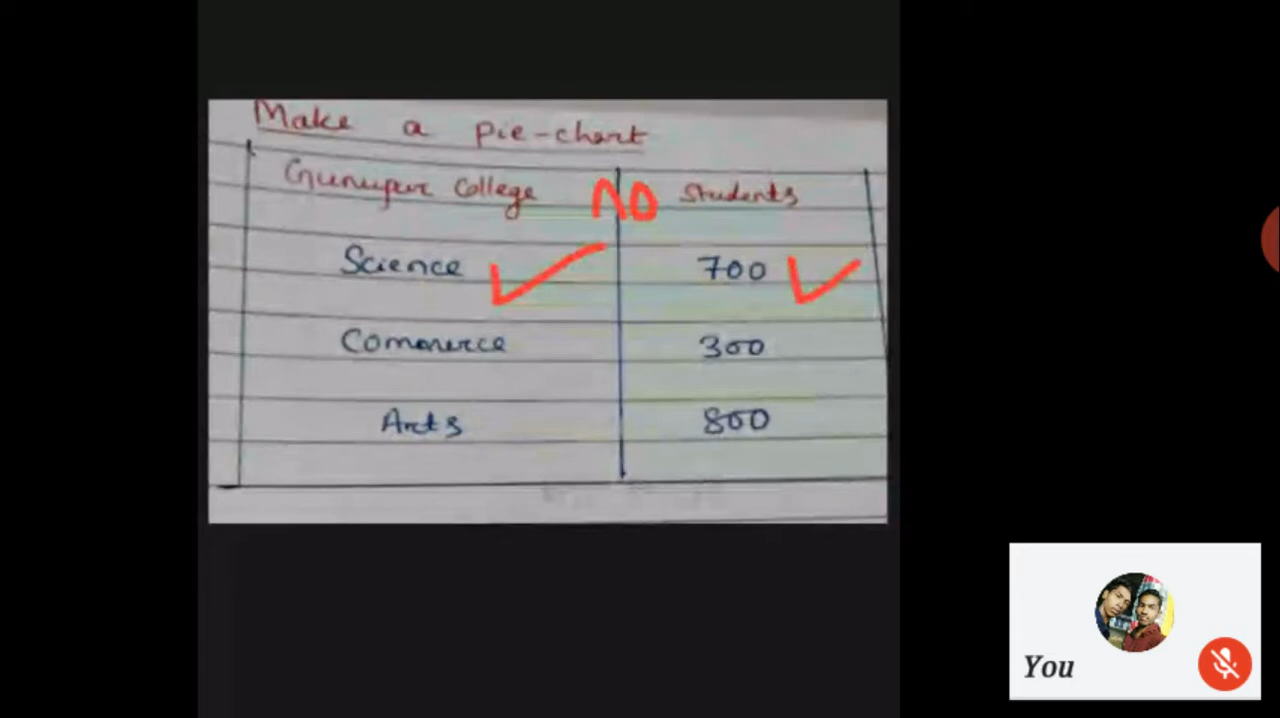 Make a Pie-chart
Gunupur College NO Students
Science 700
Commerce 300
Arts 800
You